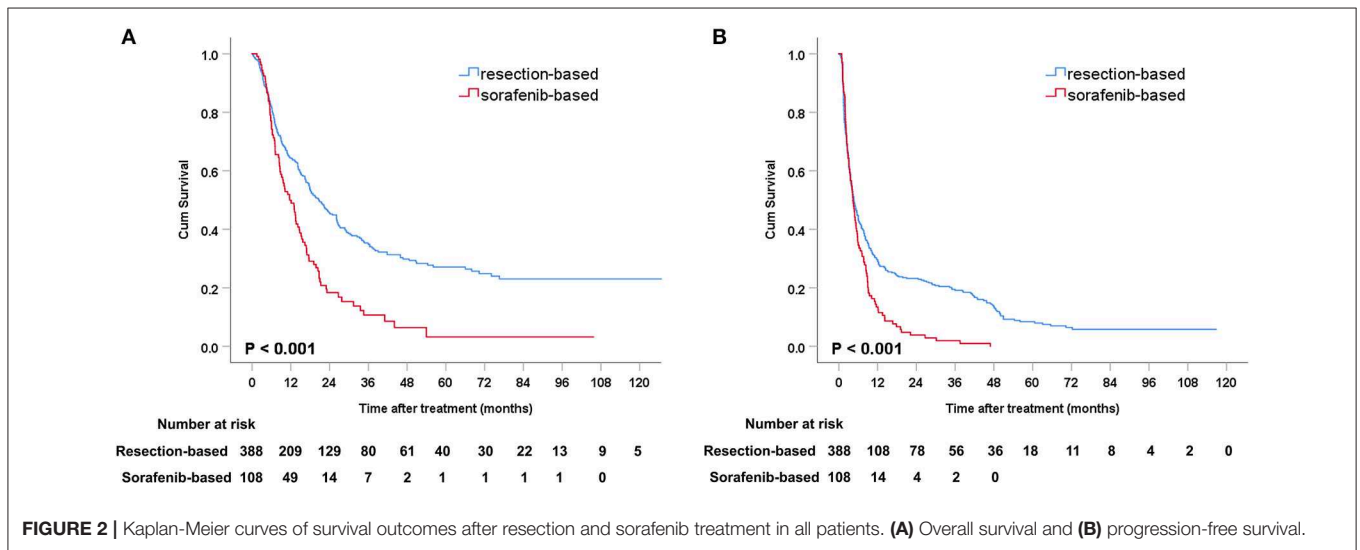 A
1.0
0.8
0.6
0.4
0.2
0.0
Cum Survival
resection-based
sorafenib-based
P < 0.001
0 12 24 36 48 60 72 84 96 108 120
Time after treatment (months)
Number at risk
Resection-based 388 209 129 80 61 40 30 22 13 9 5
Sorafenib-based 108 49 14 7 2 1 1 1 1 0
B
1.0
0.8
0.6
0.4
0.2
0.0
Cum Survival
resection-based
sorafenib-based
P < 0.001
0 12 24 36 48 60 72 84 96 108 120
Time after treatment (months)
Number at risk
Resection-based 388 108 78 56 36 18 11 8 4 2 0
Sorafenib-based 108 14 4 2 0
FIGURE 2 | Kaplan-Meier curves of survival outcomes after resection and sorafenib treatment in all patients. (A) Overall survival and (B) progression-free survival.